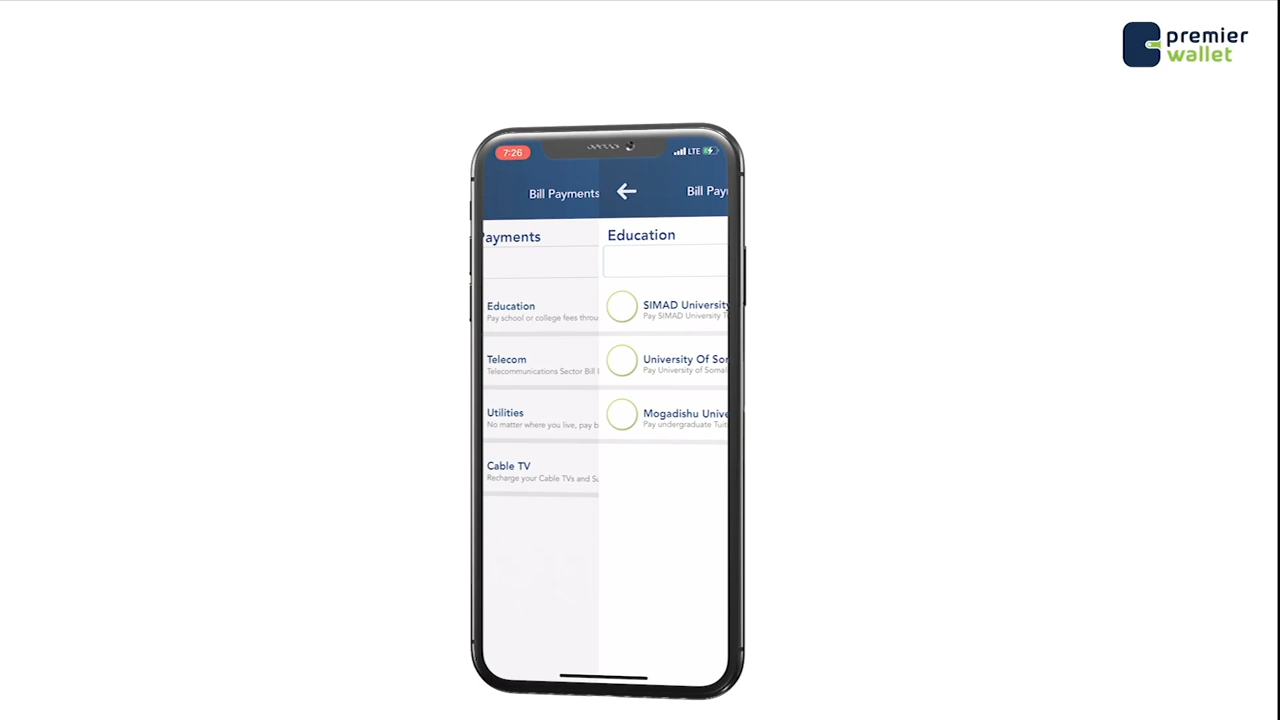 premier
wallet
7:26
LTE
Bill Payments
Bill Pay
Payments
Education
Education
Pay school or college fees throu
Telecom
Telecommunications Sector Bill
Utilities
No matter where you live, pay b
Cable TV
Recharge your Cable TVs and Su
SIMAD University
Pay SIMAD University T
University Of Som
Pay University of Somal
Mogadishu Unive
Pay undergraduate Tuit